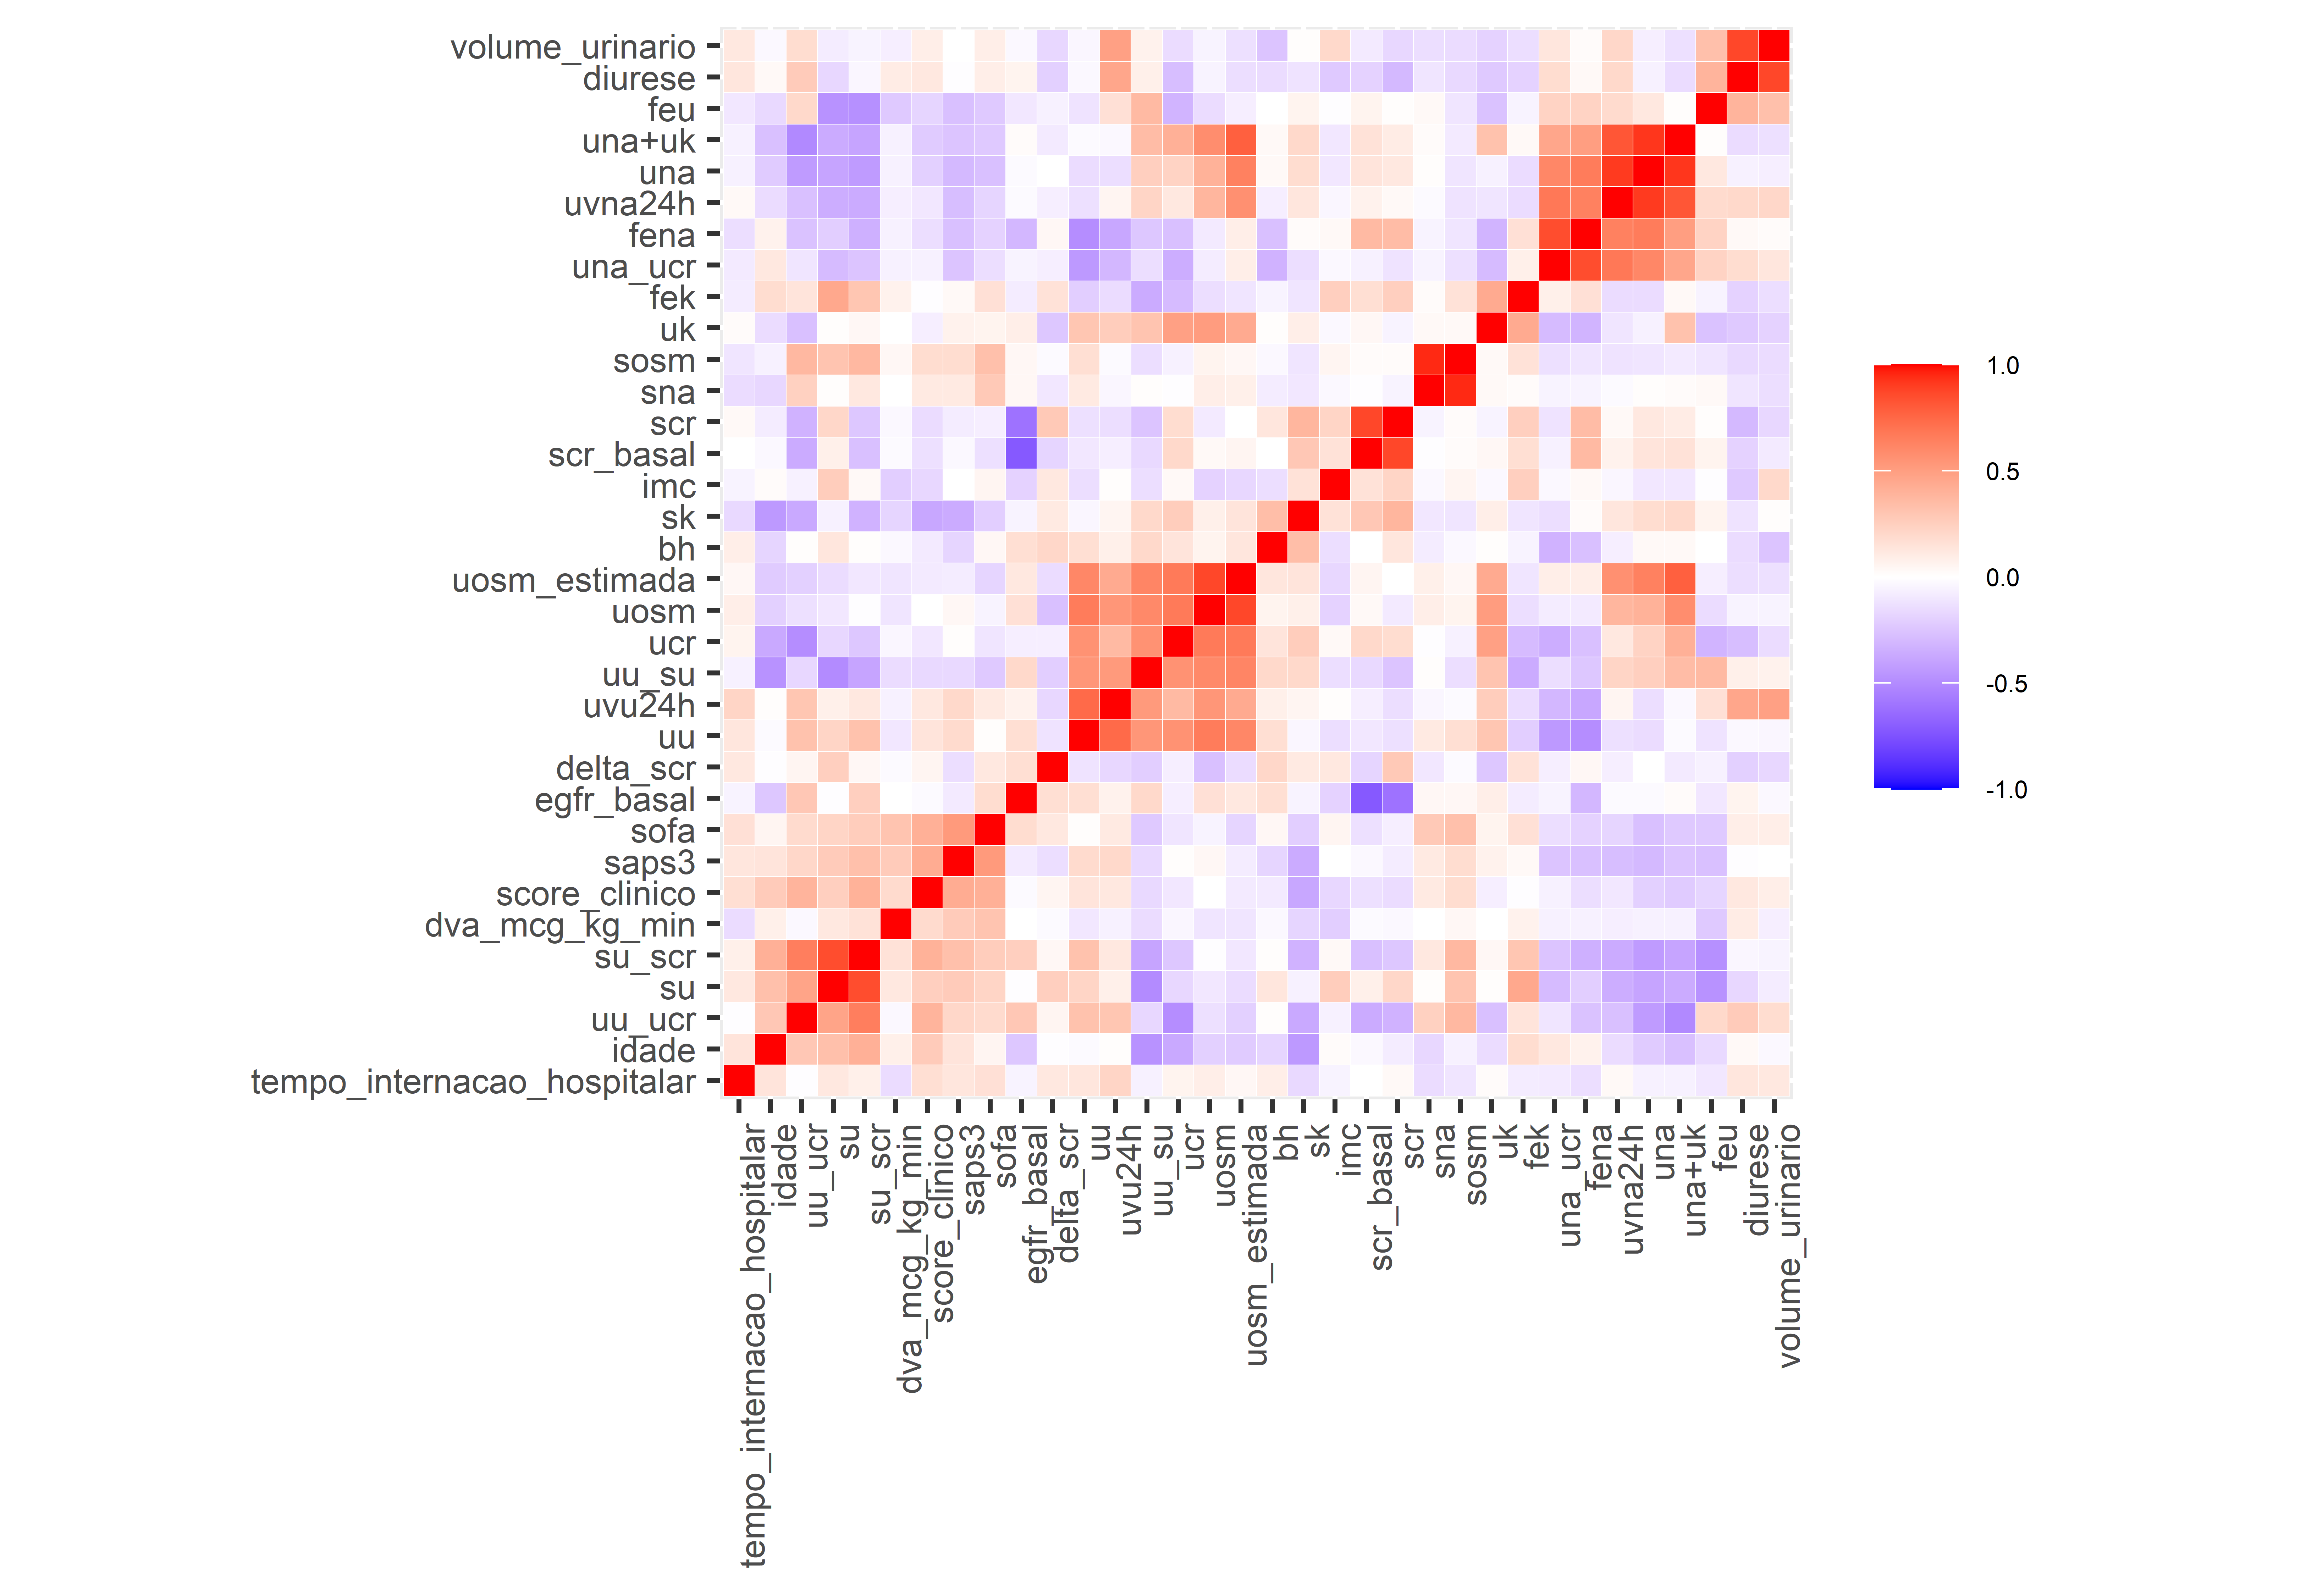 volume_urinario
diurese
feu
una+uk
una
uvna24h
fena
una_ucr
fek
uk
sosm
sna
scr
scr_basal
imc
sk
bh
uosm_estimada
uosm
ucr
uu_su
uvu24h
uu
delta_scr
egfr_basal
sofa
saps3
score_clinico
dva_mcg_kg_min
su_scr
su
uu_ucr
idade
tempo_internacao_hospitalar
tempo_internacao_hospitalar
idade
uu_ucr
su
su_scr
dva_mcg_kg_min
score_clinico
saps3
sofa
egfr_basal
delta_scr
uu
uvu24h
uu_su
ucr
uosm
uosm_estimada
bh
sk
imc
scr_basal
scr
sna
sosm
uk
fek
una_ucr
fena
uvna24h
una
una+uk
feu
diurese
volume_urinario
1.0
0.5
0.0
-0.5
-1.0